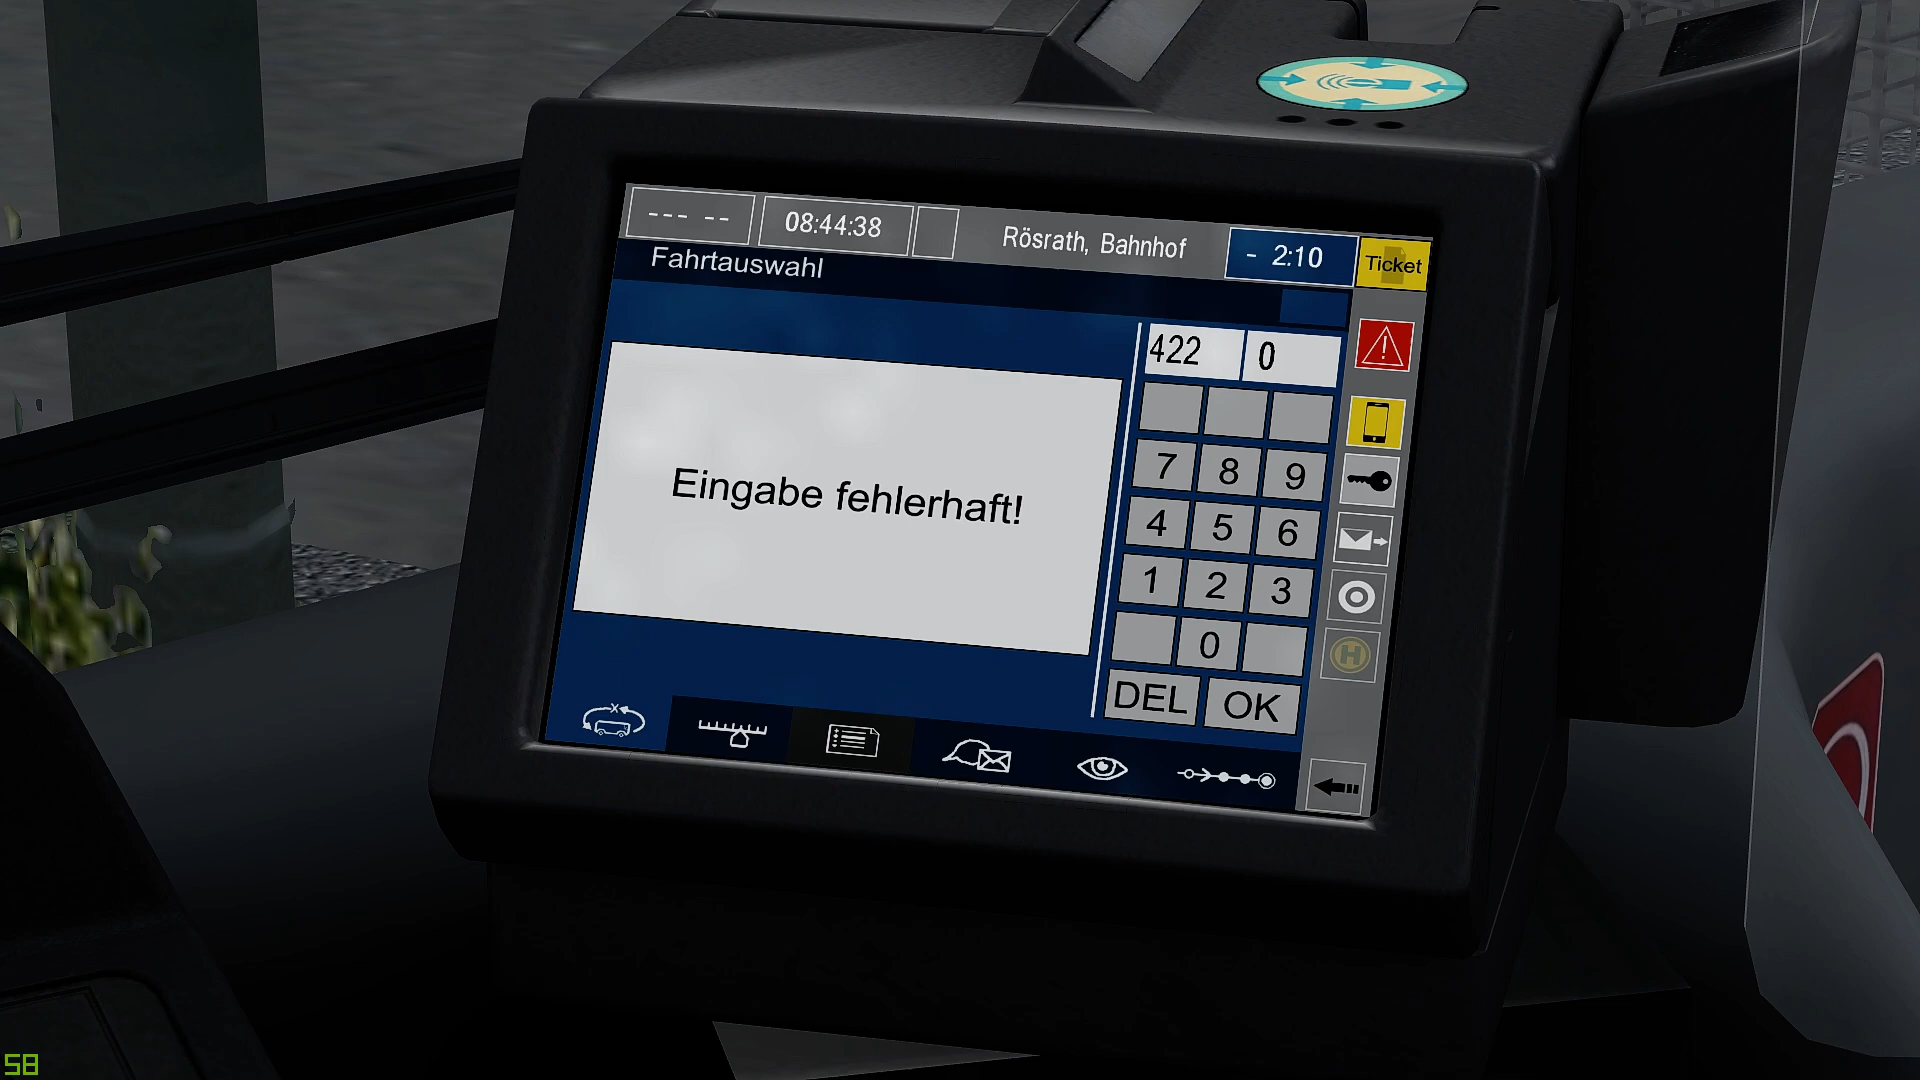 --- -- 08:44:38 Rösrath, Bahnhof - 2:10 Ticket
Fahrtauswahl
422 0
Eingabe fehlerhaft!
7 8 9
4 5 6
1 2 3
0
DEL OK
H
58